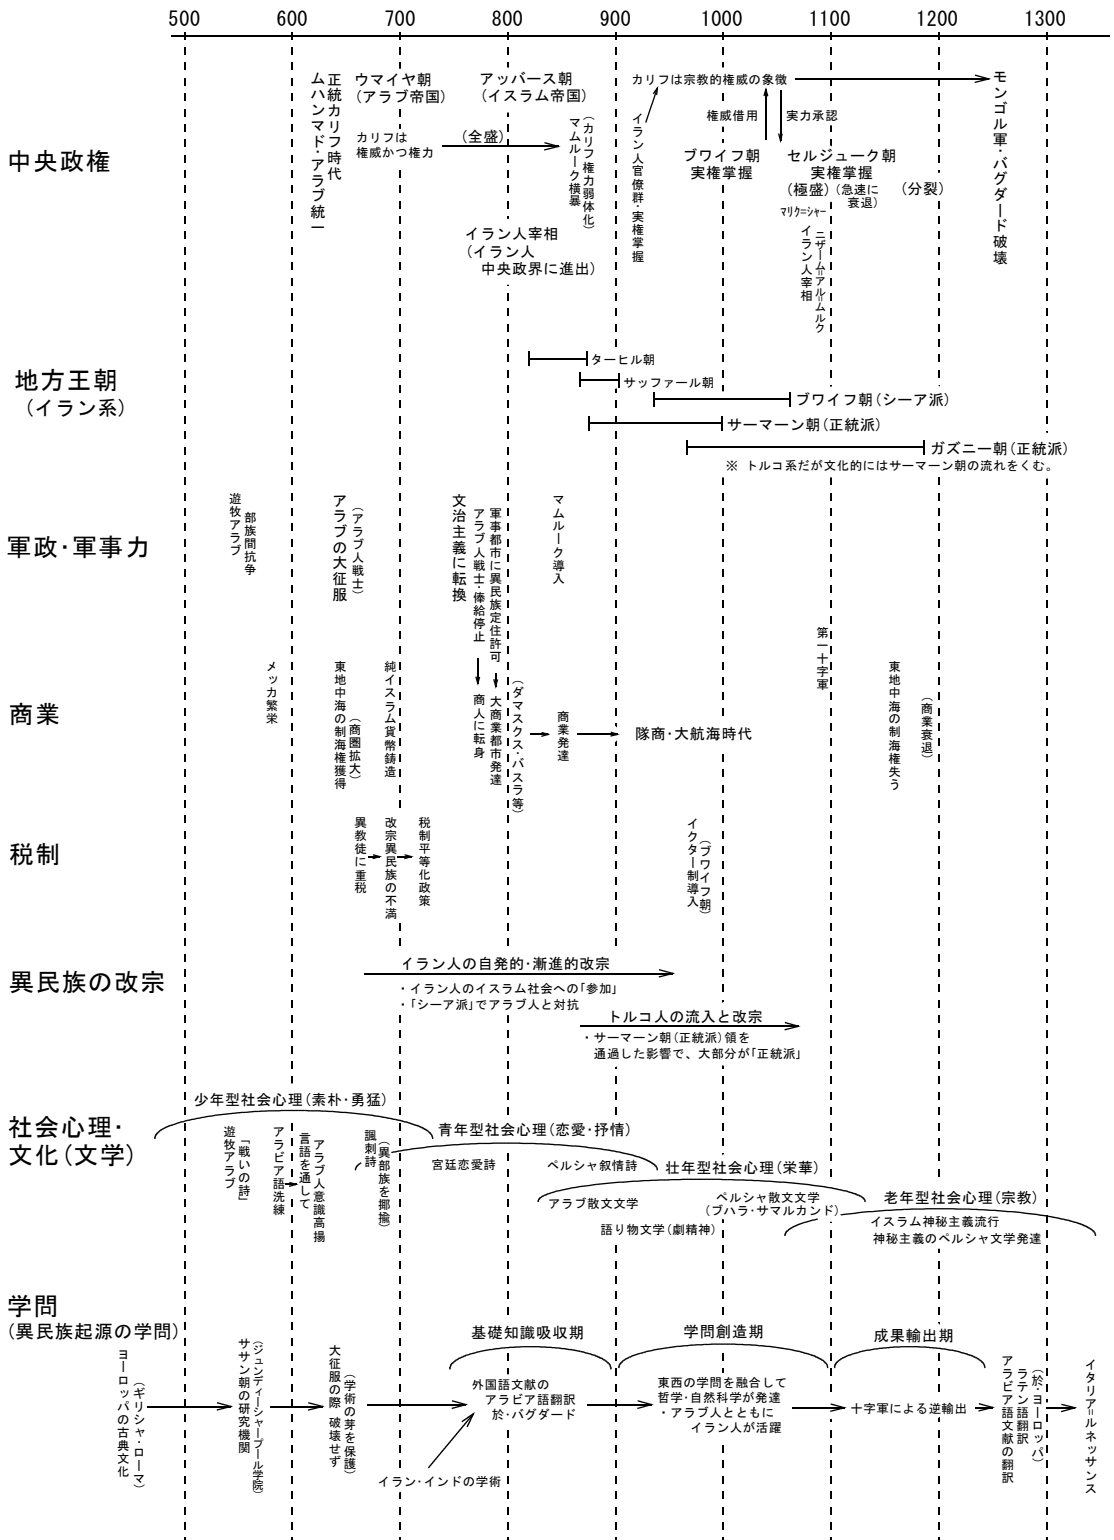 500 600 700 800 900 1000 1100 1200 1300
中央政権
ムハンマド・アラブ統一
正統カリフ時代
ウマイヤ朝
(アラブ帝国)
カリフは
権威かつ権力
(全盛)
アッバース朝
(イスラム帝国)
マムルーク横暴
(カリフ権力弱体化)
イラン人宰相
(イラン人
中央政界に進出)
イラン人官僚群・実権掌握
カリフは宗教的権威の象徴
権威借用
実力承認
ブワイフ朝
実権掌握
セルジューク朝
実権掌握
(極盛)
(急速に
衰退)
(分裂)
マリク=シャー
イラン人宰相
ニザーム=アル=ムルク
モンゴル軍・バグダード破壊
地方王朝
(イラン系)
ターヒル朝
サッファール朝
ブワイフ朝(シーア派)
サーマーン朝(正統派)
ガズニー朝(正統派)
※ トルコ系だが文化的にはサーマーン朝の流れをくむ。
軍政・軍事力
遊牧アラブ
部族間抗争
アラブの大征服
(アラブ人戦士)
文治主義に転換
アラブ人戦士・俸給停止
軍事都市に異民族定住許可
マムルーク導入
第一十字軍
商業
メッカ繁栄
東地中海の制海権獲得
(商圏拡大)
純イスラム貨幣鋳造
商人に転身
大商業都市発達
(ダマスクス・バスラ等)
商業発達
隊商・大航海時代
東地中海の制海権失う
(商業衰退)
税制
異教徒に重税
改宗異民族の不満
税制平等化政策
イクター制導入
(ブワイフ朝)
異民族の改宗
イラン人の自発的・漸進的改宗
・イラン人のイスラム社会への「参加」
・「シーア派」でアラブ人と対抗
トルコ人の流入と改宗
・サーマーン朝(正統派)領を
通過した影響で、大部分が「正統派」
社会心理・
文化(文学)
少年型社会心理(素朴・勇猛)
遊牧アラブ
「戦いの詩」
アラビア語洗練
言語を通して
アラブ人意識高揚
諷刺詩
(異部族を揶揄)
青年型社会心理(恋愛・抒情)
宮廷恋愛詩
ペルシャ叙情詩
壮年型社会心理(栄華)
アラブ散文文学
ペルシャ散文文学
(ブハラ・サマルカンド)
語り物文学(劇精神)
老年型社会心理(宗教)
イスラム神秘主義流行
神秘主義のペルシャ文学発達
学問
(異民族起源の学問)
ヨーロッパの古典文化
(ギリシャ・ローマ)
ササン朝の研究機関
(ジュンディーシャープール学院)
大征服の際 破壊せず
(学術の芽を保護)
基礎知識吸収期
外国語文献の
アラビア語翻訳
於・バグダード
イラン・インドの学術
学問創造期
東西の学問を融合して
哲学・自然科学が発達
・アラブ人とともに
イラン人が活躍
成果輸出期
十字軍による逆輸出
アラビア語文献の翻訳
ラテン語翻訳
(於・ヨーロッパ)
イタリア=ルネッサンス